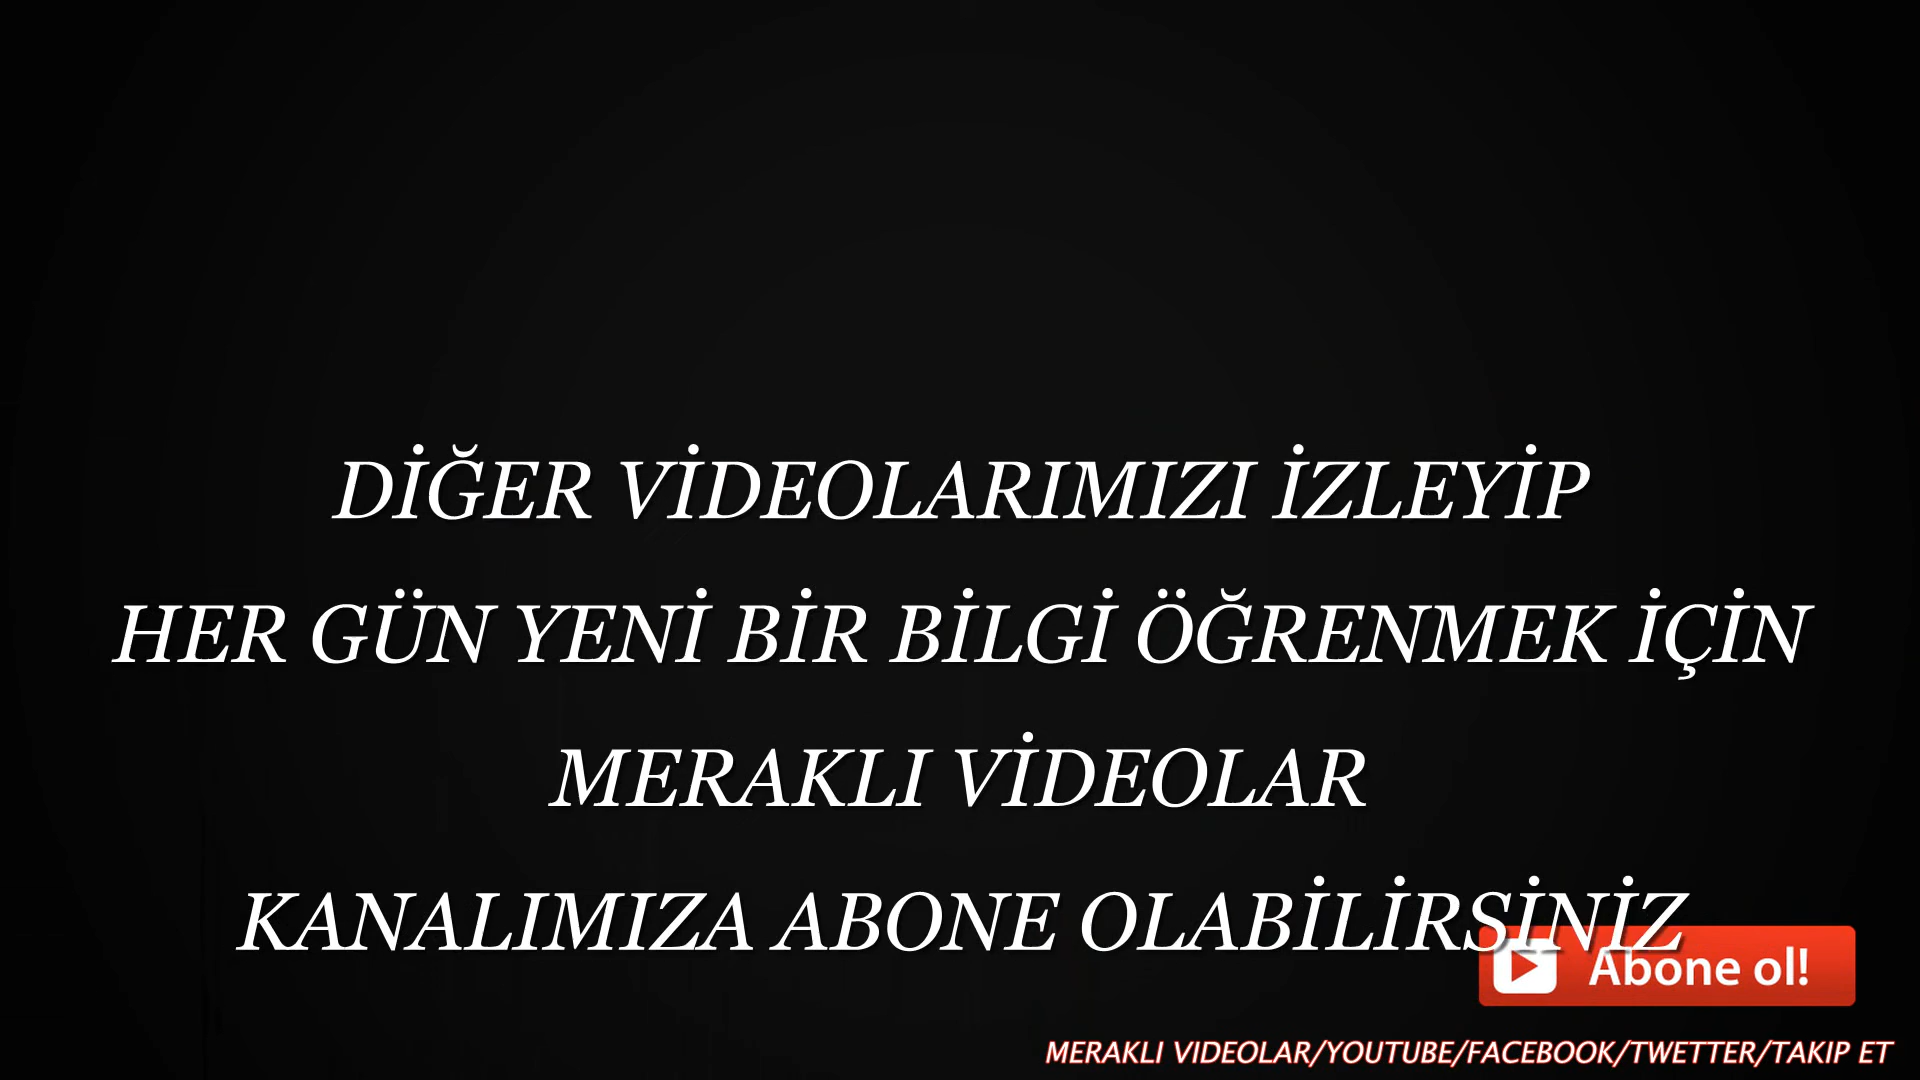 DİĞER VİDEOLARIMIZI İZLEYİP
HER GÜN YENİ BİR BİLGİ ÖĞRENMEK İÇİN
MERAKLI VİDEOLAR
KANALIMIZA ABONE OLABİLİRSİNİZ
Abone ol!
MERAKLI VIDEOLAR/YOUTUBE/FACEBOOK/TWETTER/TAKIP ET